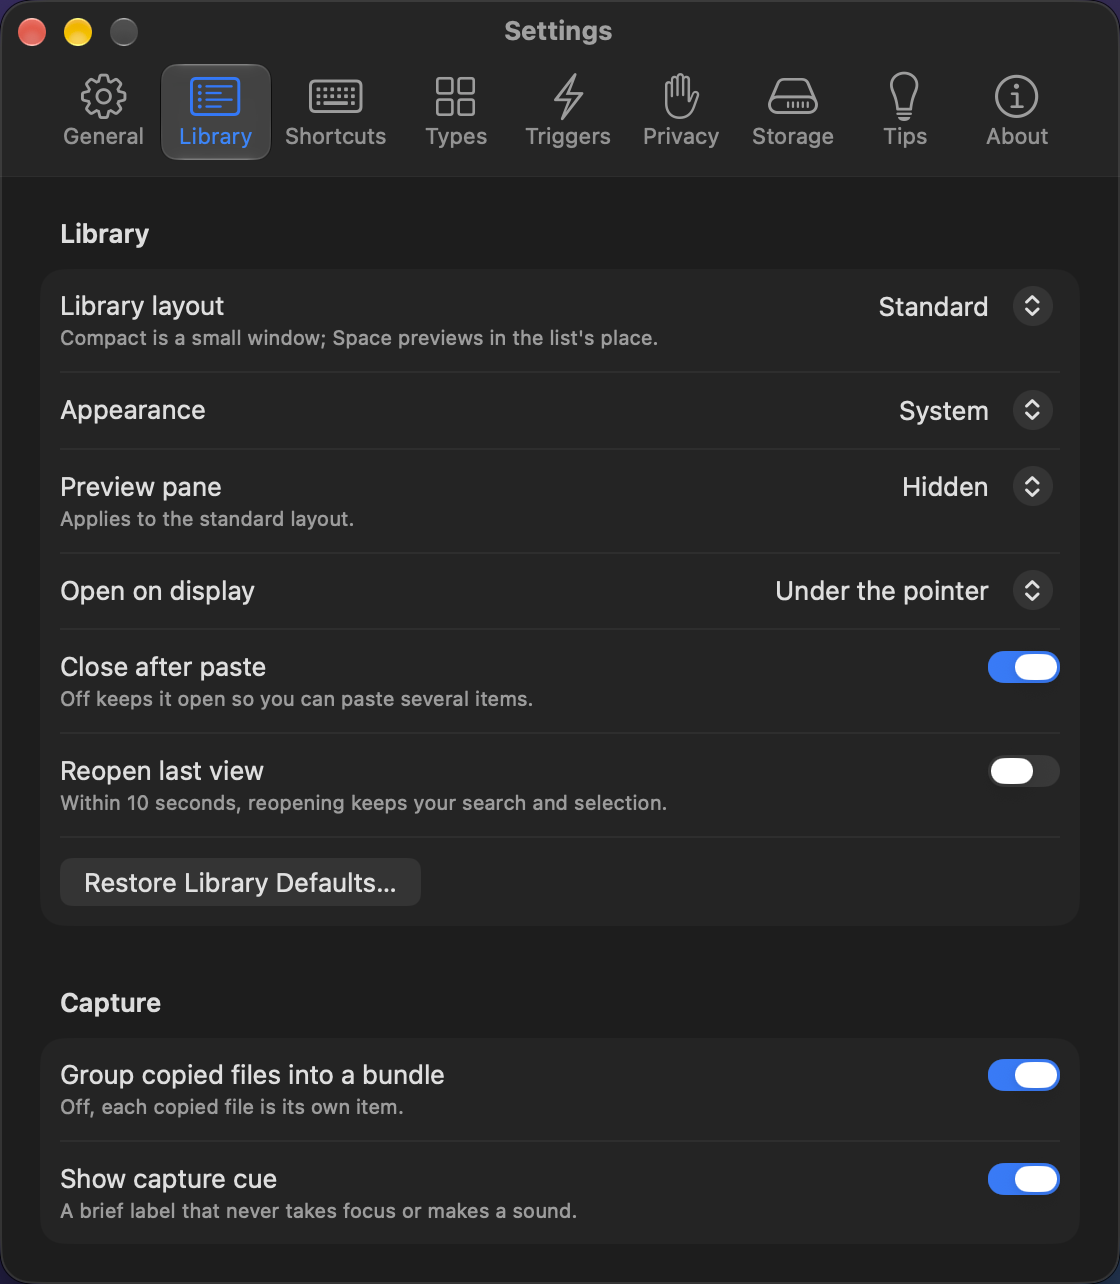 Settings
General
Library
Shortcuts
Types
Triggers
Privacy
Storage
Tips
About
Library
Library layout
Standard
Compact is a small window; Space previews in the list's place.
Appearance
System
Preview pane
Hidden
Applies to the standard layout.
Open on display
Under the pointer
Close after paste
Off keeps it open so you can paste several items.
Reopen last view
Within 10 seconds, reopening keeps your search and selection.
Restore Library Defaults...
Capture
Group copied files into a bundle
Off, each copied file is its own item.
Show capture cue
A brief label that never takes focus or makes a sound.